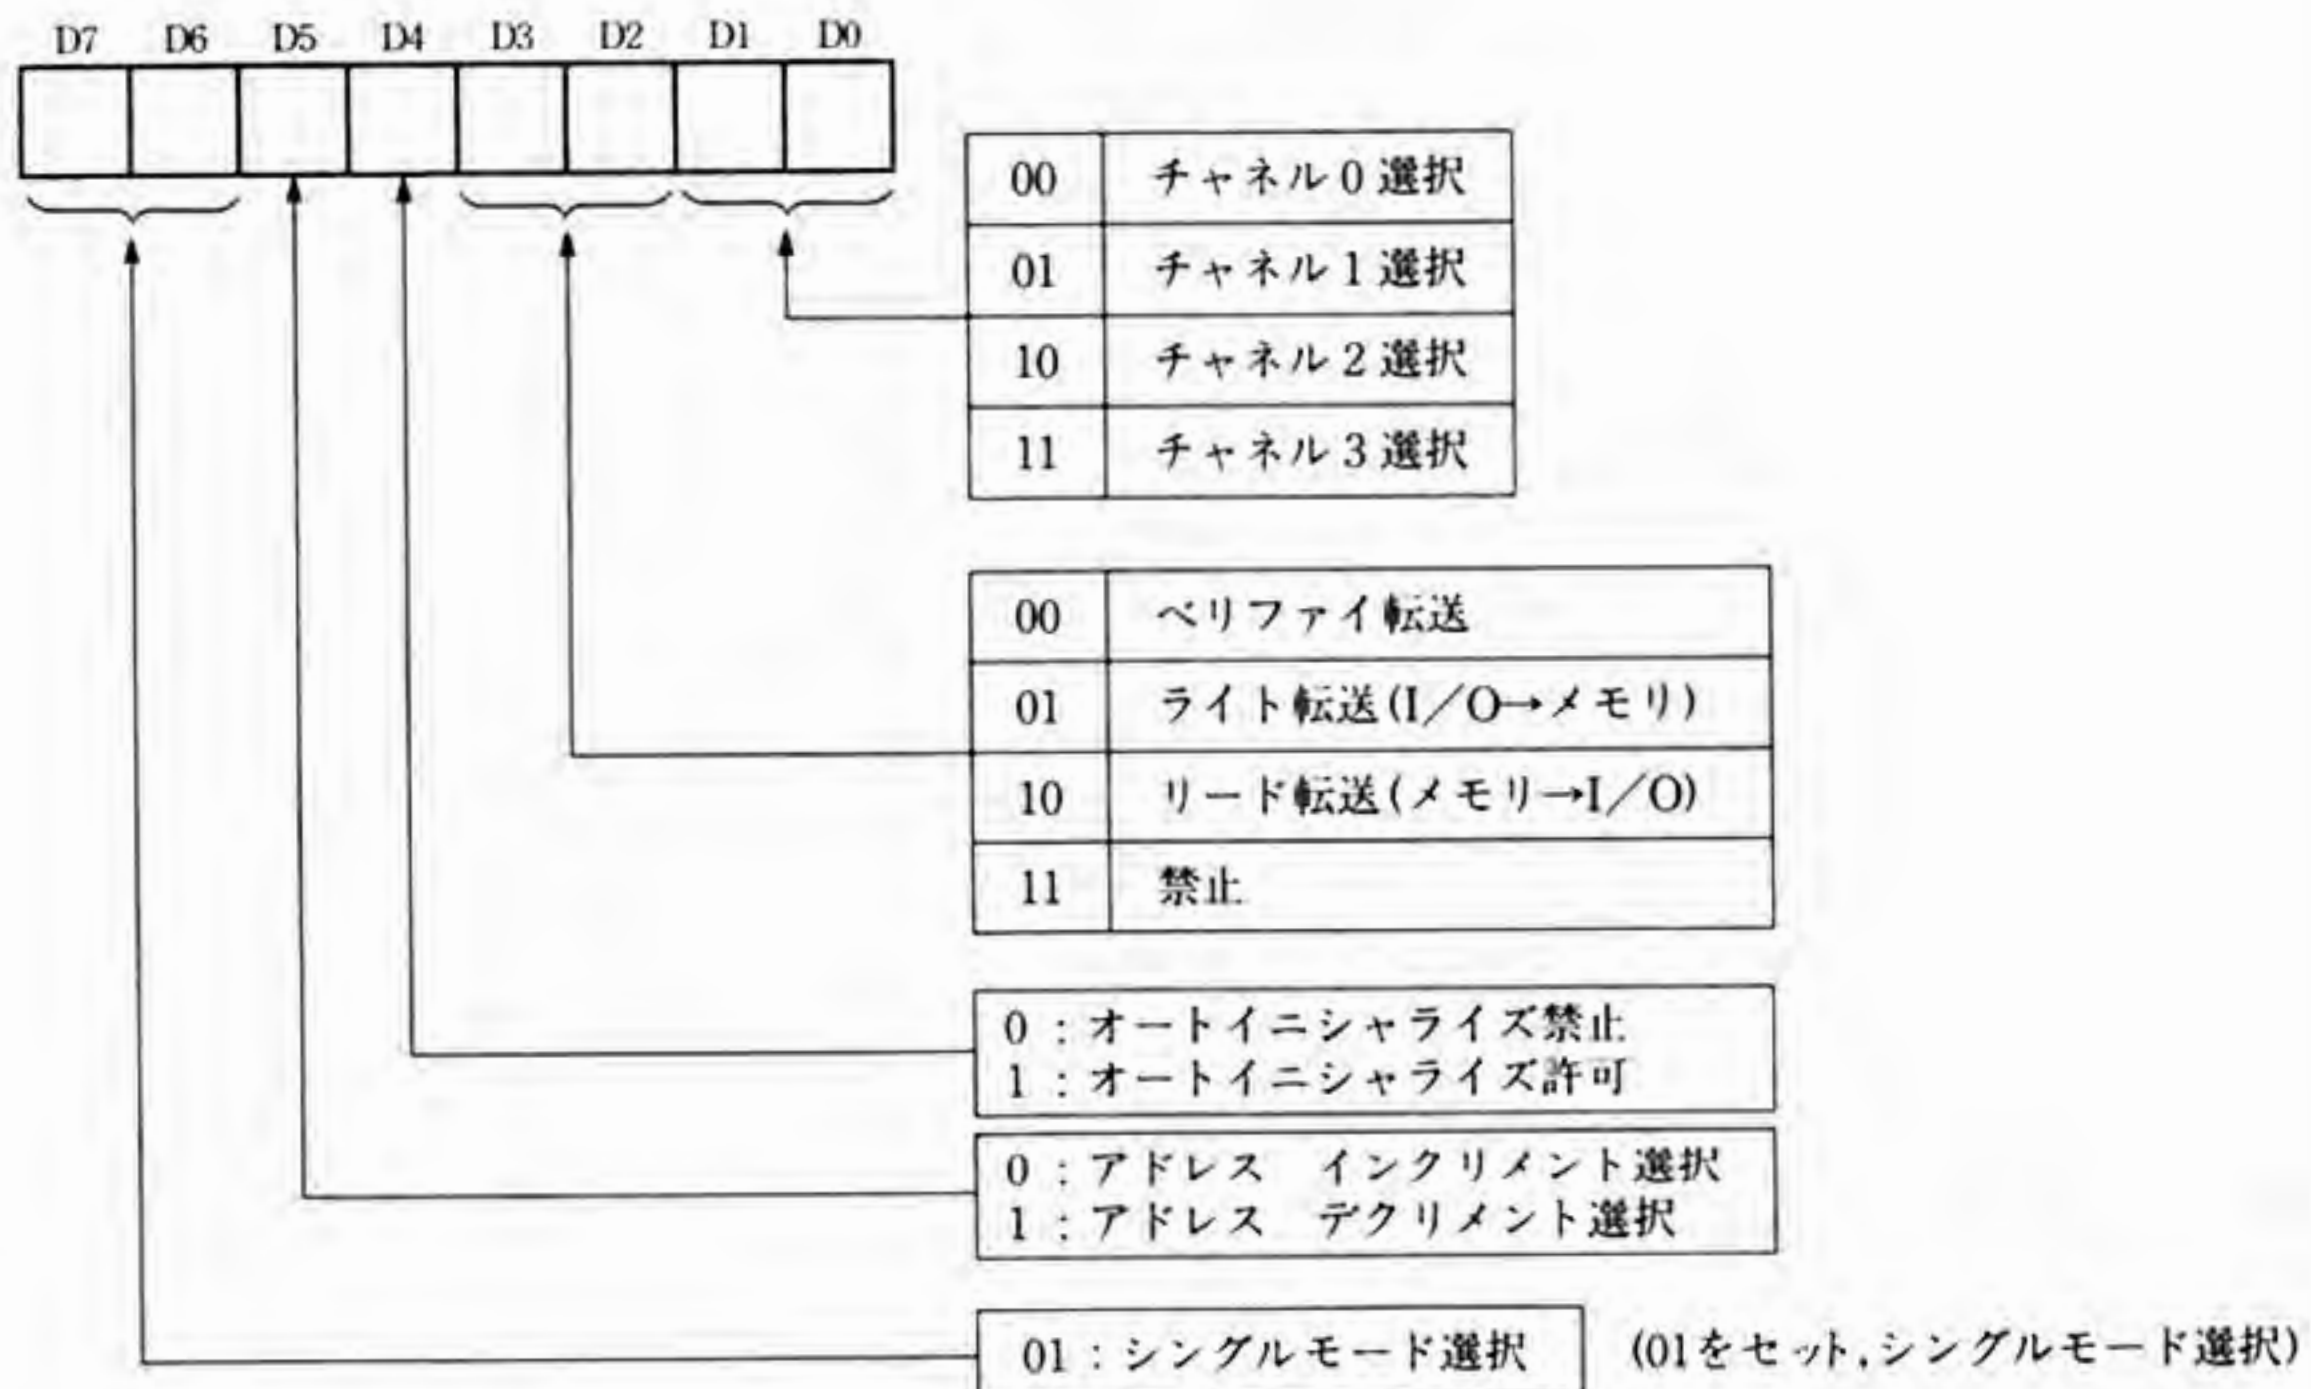 D7 D6 D5 D4 D3 D2 D1 D0
00 チャネル0選択
01 チャネル1選択
10 チャネル2選択
11 チャネル3選択
00 ベリファイ転送
01 ライト転送(I/O→メモリ)
10 リード転送(メモリ→I/O)
11 禁止
0:オートイニシャライズ禁止
1:オートイニシャライズ許可
0:アドレス インクリメント選択
1:アドレス デクリメント選択
01:シングルモード選択 (01をセット,シングルモード選択)